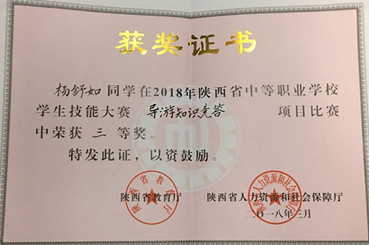 获奖证书
杨舒如同学在2018年陕西省中等职业学校
学生技能大赛 导游知识竞答 项目比赛
中荣获 三 等奖。
特发此证，以资鼓励。
陕西省教育厅 陕西省人力资源和社会保障厅
二〇一八年三月